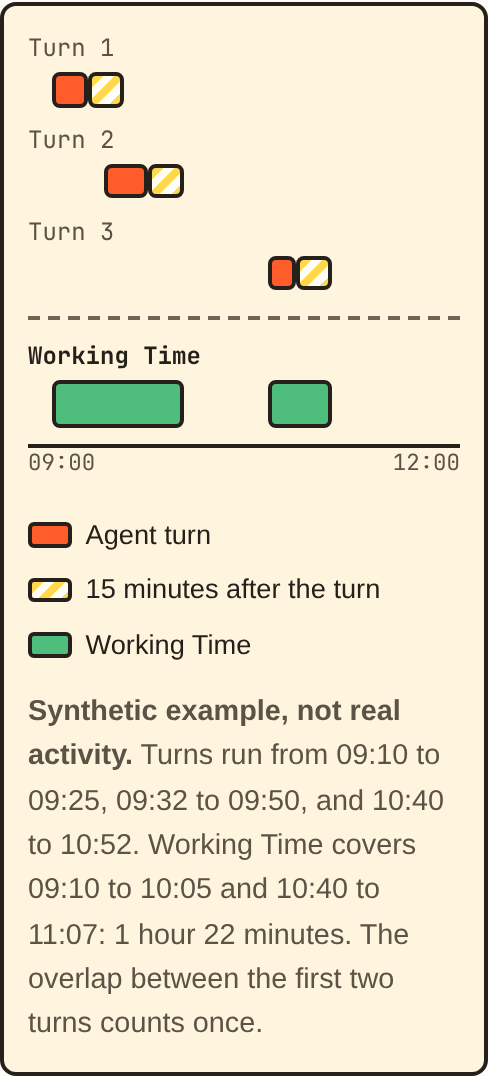 Turn 1
Turn 2
Turn 3
Working Time
09:00 12:00
Agent turn
15 minutes after the turn
Working Time
Synthetic example, not real
activity. Turns run from 09:10 to
09:25, 09:32 to 09:50, and 10:40
to 10:52. Working Time covers
09:10 to 10:05 and 10:40 to
11:07: 1 hour 22 minutes. The
overlap between the first two
turns counts once.